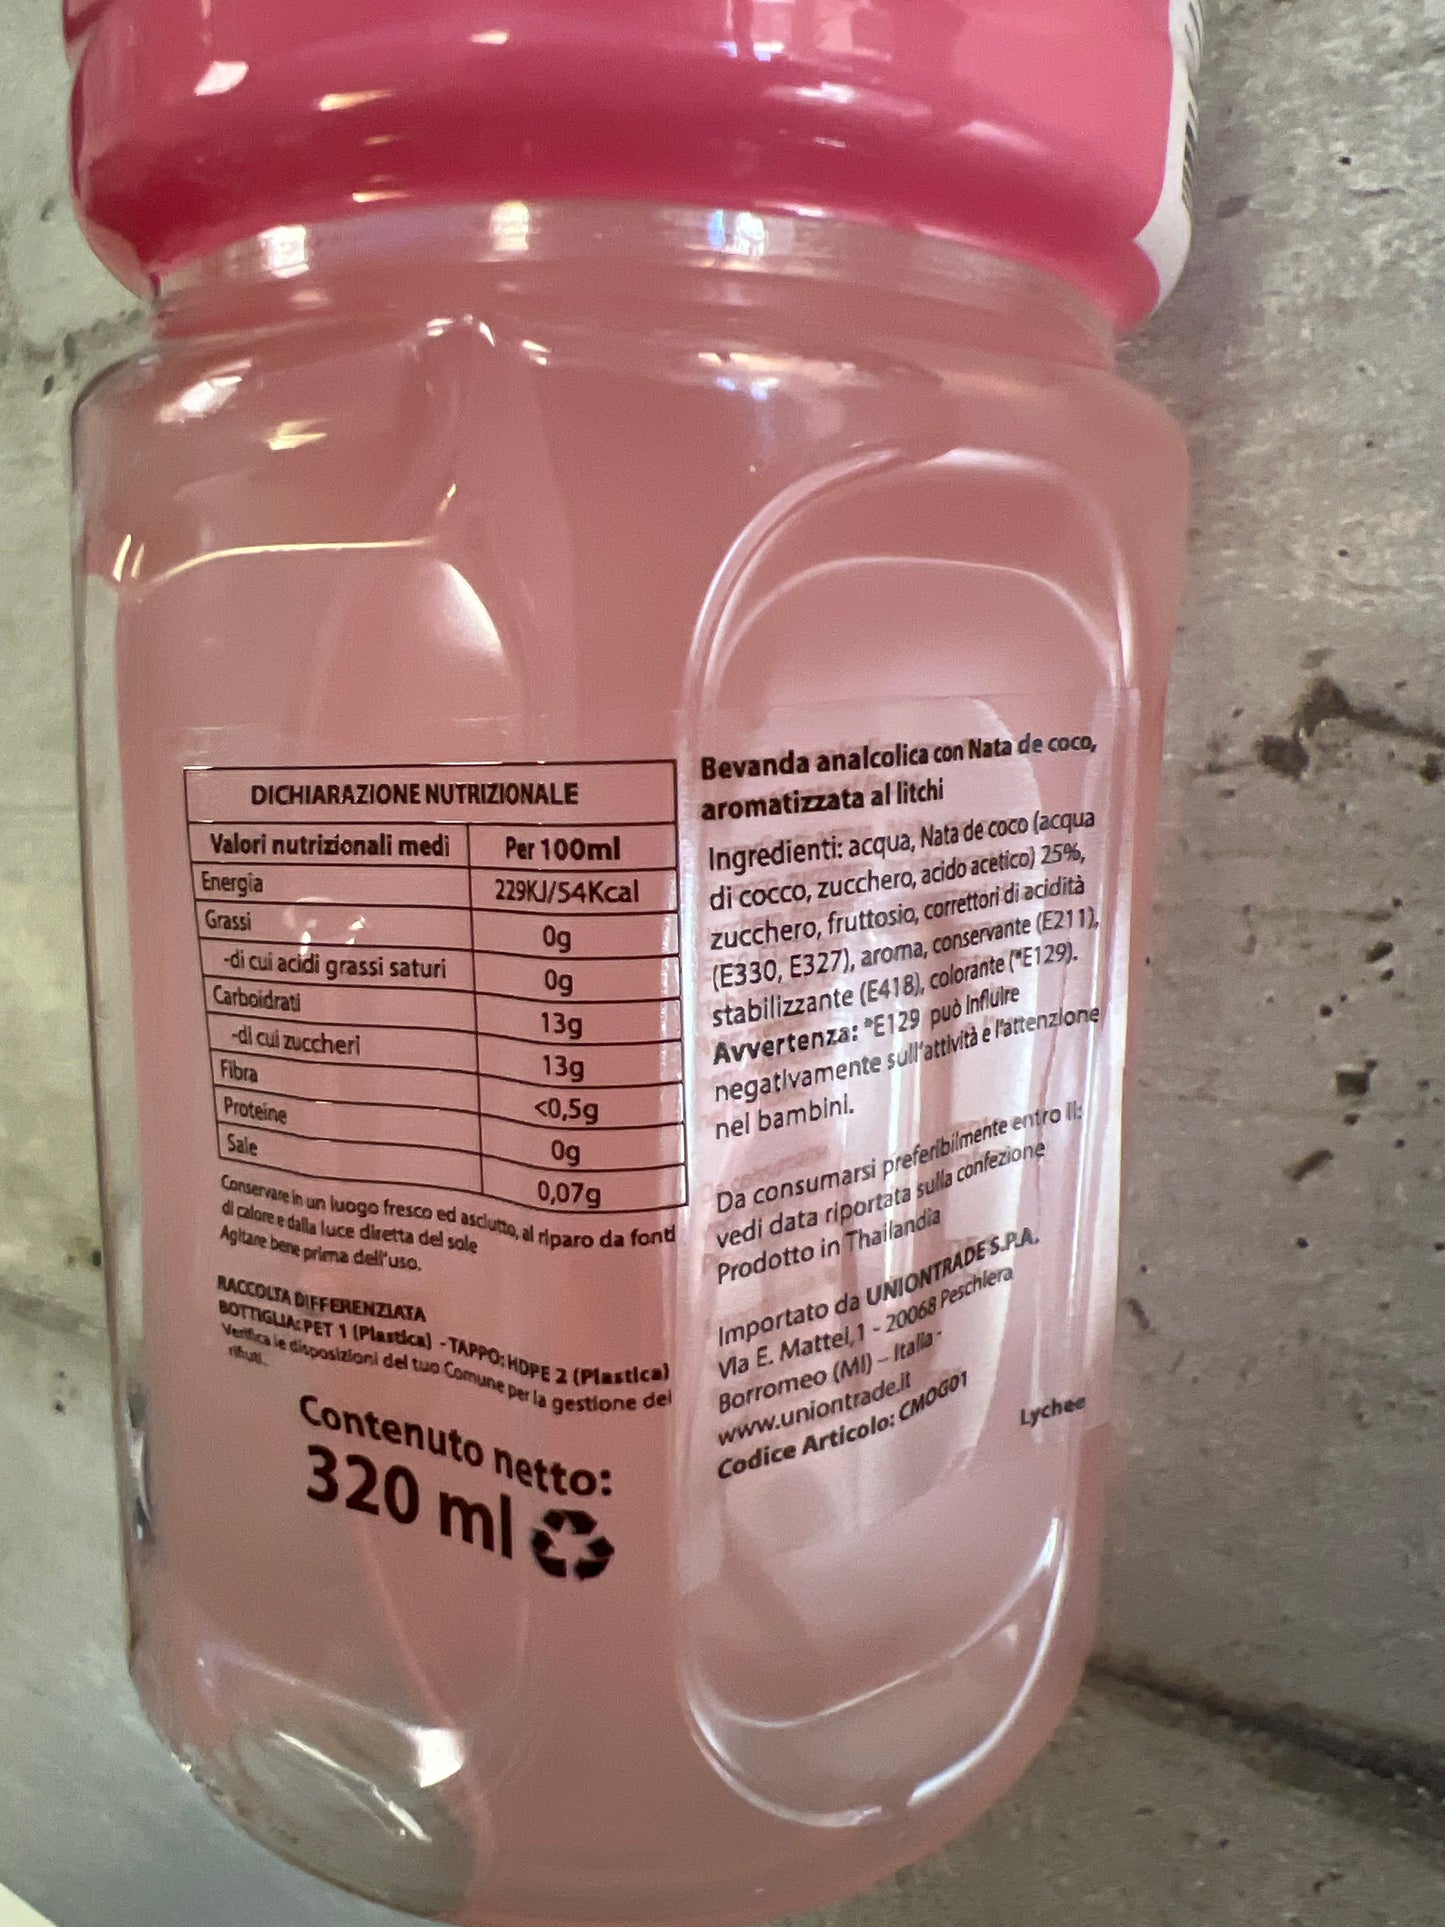 DICHIARAZIONE NUTRIZIONALE
Valori nutrizionali medi Per 100ml
Energia 229KJ/54Kcal
Grassi 0g
-di cui acidi grassi saturi 0g
Carboidrati 13g
-di cui zuccheri 13g
Fibra <0,5g
Proteine 0g
Sale 0,07g
Conservare in un luogo fresco ed asciutto, al riparo da fonti
di calore e dalla luce diretta del sole
Agitare bene prima dell'uso.
RACCOLTA DIFFERENZIATA
BOTTIGLIA: PET 1 (Plastica) - TAPPO: HDPE 2 (Plastica)
Verifica le disposizioni del tuo Comune per la gestione dei
rifiuti.
Contenuto netto:
320 ml
Bevanda analcolica con Nata de coco,
aromatizzata al litchi
Ingredienti: acqua, Nata de coco (acqua
di cocco, zucchero, acido acetico) 25%,
zucchero, fruttosio, correttori di acidità
(E330, E327), aroma, conservante (E211),
stabilizzante (E418), colorante (*E129).
Avvertenza: *E129 può influire
negativamente sull'attività e l'attenzione
nei bambini.
Da consumarsi preferibilmente entro il:
vedi data riportata sulla confezione
Prodotto in Thailandia
Importato da UNIONTRADE S.P.A.
Via E. Mattei,1 - 20068 Peschiera
Borromeo (MI) – Italia -
www.uniontrade.it
Codice Articolo: CMOG01
Lychee